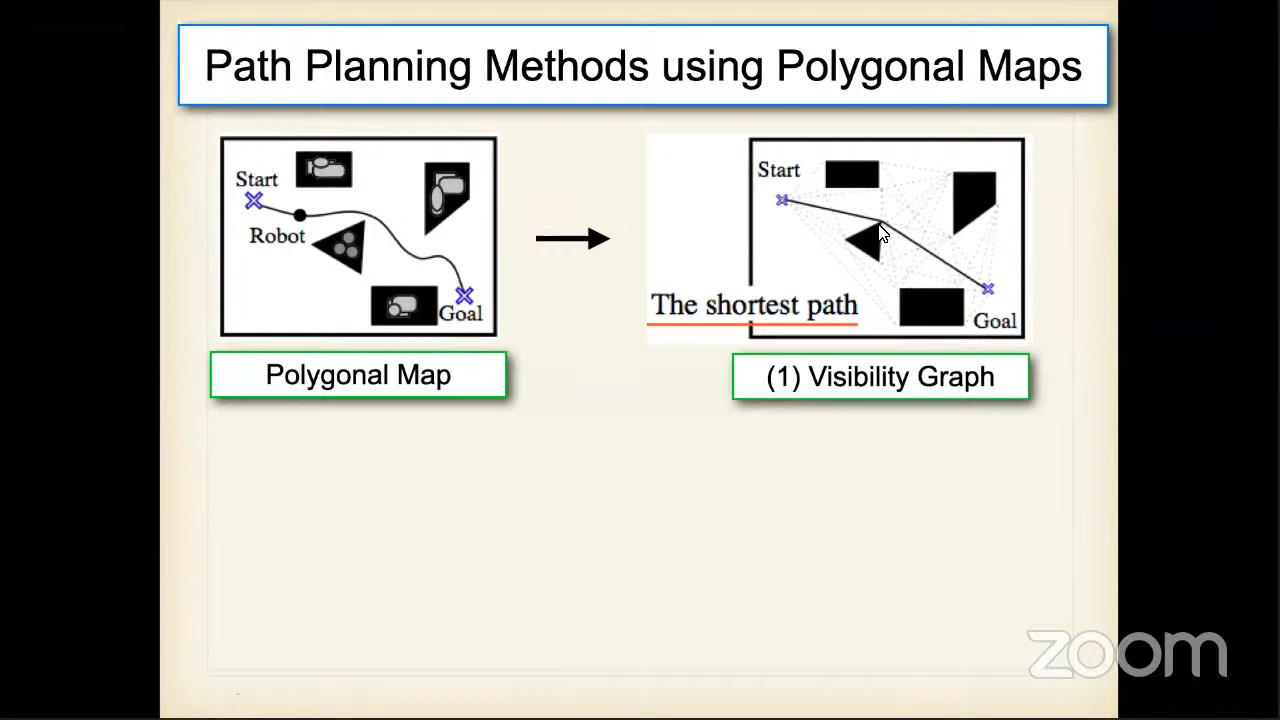 Path Planning Methods using Polygonal Maps
Start
Robot
Goal
Polygonal Map
Start
The shortest path
Goal
(1) Visibility Graph
zoom